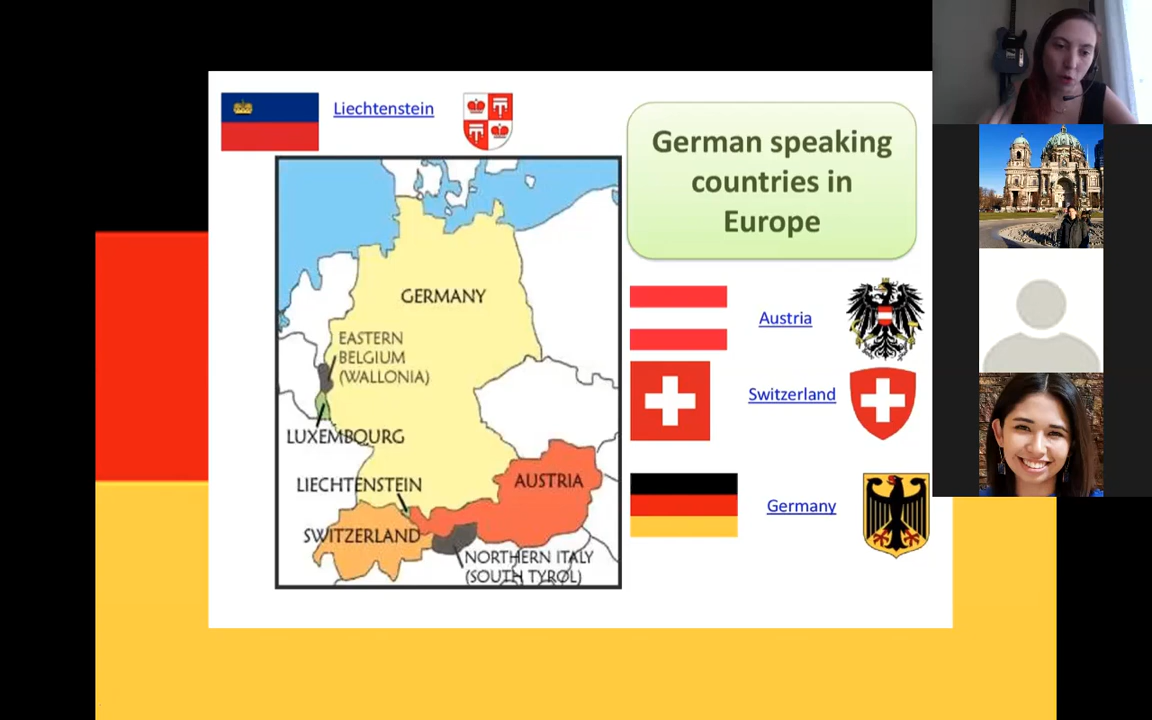 Liechtenstein
German speaking
countries in
Europe
GERMANY
EASTERN
BELGIUM
(WALLONIA)
LUXEMBOURG
LIECHTENSTEIN
AUSTRIA
SWITZERLAND
NORTHERN ITALY
(SOUTH TYROL)
Austria
Switzerland
Germany